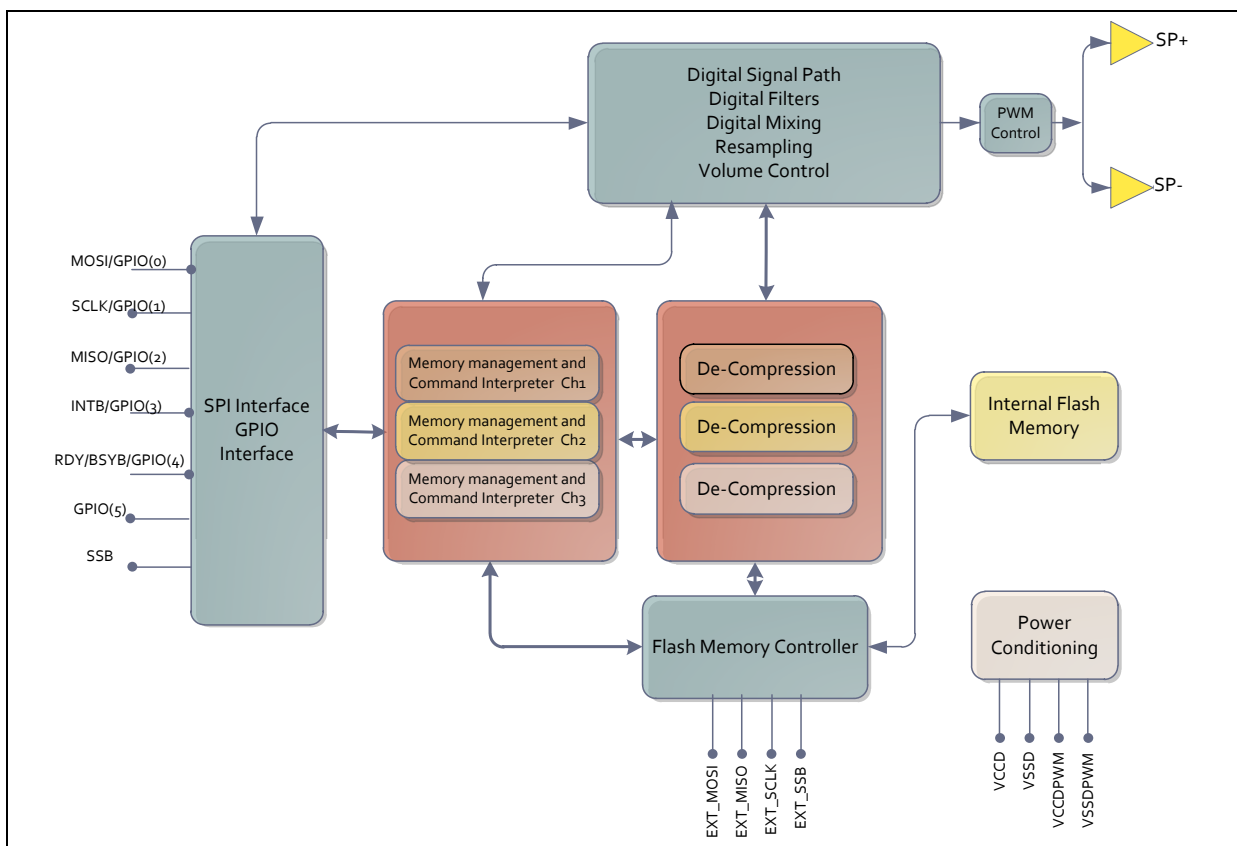 Digital Signal Path
Digital Filters
Digital Mixing
Resampling
Volume Control
PWM
Control
SP+
SP-
MOSI/GPIO(0)
SCLK/GPIO(1)
MISO/GPIO(2)
INTB/GPIO(3)
RDY/BSYB/GPIO(4)
GPIO(5)
SSB
SPI Interface
GPIO
Interface
Memory management and
Command Interpreter Ch1
Memory management and
Command Interpreter Ch2
Memory management and
Command Interpreter Ch3
De-Compression
De-Compression
De-Compression
Internal Flash
Memory
Flash Memory Controller
Power
Conditioning
EXT_MOSI
EXT_MISO
EXT_SCLK
EXT_SSB
VCCD
VSSD
VCCDPWM
VSSDPWM